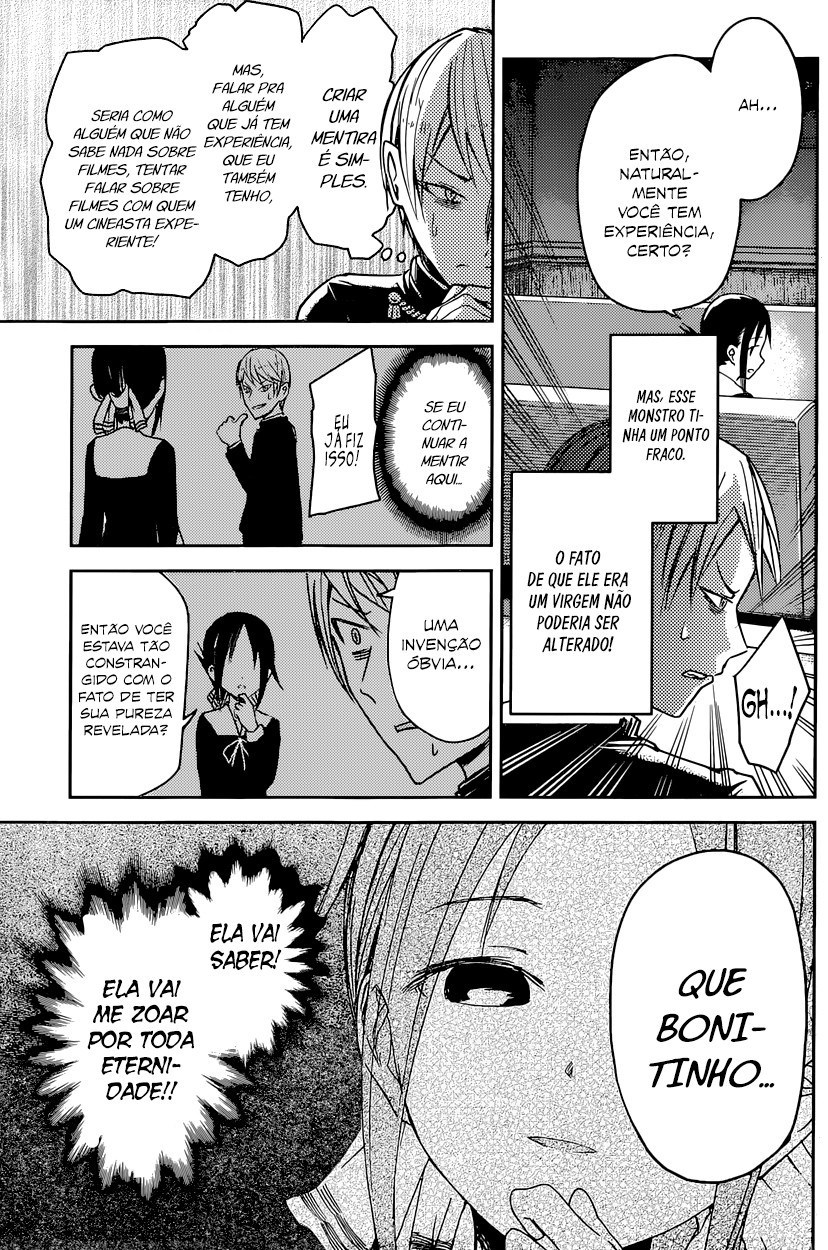 AH...
ENTÃO,
NATURAL-
MENTE
VOCÊ TEM
EXPERIÊNCIA,
CERTO?
MAS, ESSE
MONSTRO TI-
NHA UM PONTO
FRACO.
O FATO
DE QUE ELE ERA
UM VIRGEM NÃO
PODERIA SER
ALTERADO!
GH...!
CRIAR
UMA
MENTIRA
É SIM-
PLES.
MAS,
FALAR PRA
ALGUÉM
QUE JÁ TEM
EXPERIÊNCIA,
QUE EU
TAMBÉM
TENHO,
SERIA COMO
ALGUÉM QUE NÃO
SABE NADA SOBRE
FILMES, TENTAR
FALAR SOBRE
FILMES COM QUEM
UM CINEASTA EXPE-
RIENTE!
SE EU
CONTI-
NUAR A
MENTIR
AQUI...
EU
JÁ FIZ
ISSO!
UMA
INVENÇÃO
ÓBVIA...
ENTÃO VOCÊ
ESTAVA TÃO
CONSTRAN-
GIDO COM O
FATO DE TER
SUA PUREZA
REVELADA?
QUE
BONI-
TINHO...
ELA VAI
SABER!
ELA VAI
ME ZOAR
POR TODA
ETERNI-
DADE!!